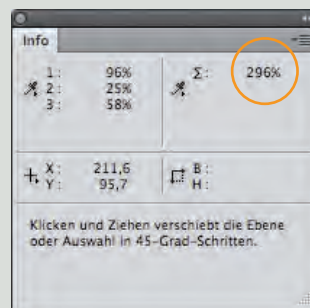 Info
1: 96%
2: 25%
3: 58%
Σ: 296%
X: 211,6
Y: 95,7
B:
H:
Klicken und Ziehen verschiebt die Ebene
oder Auswahl in 45-Grad-Schritten.